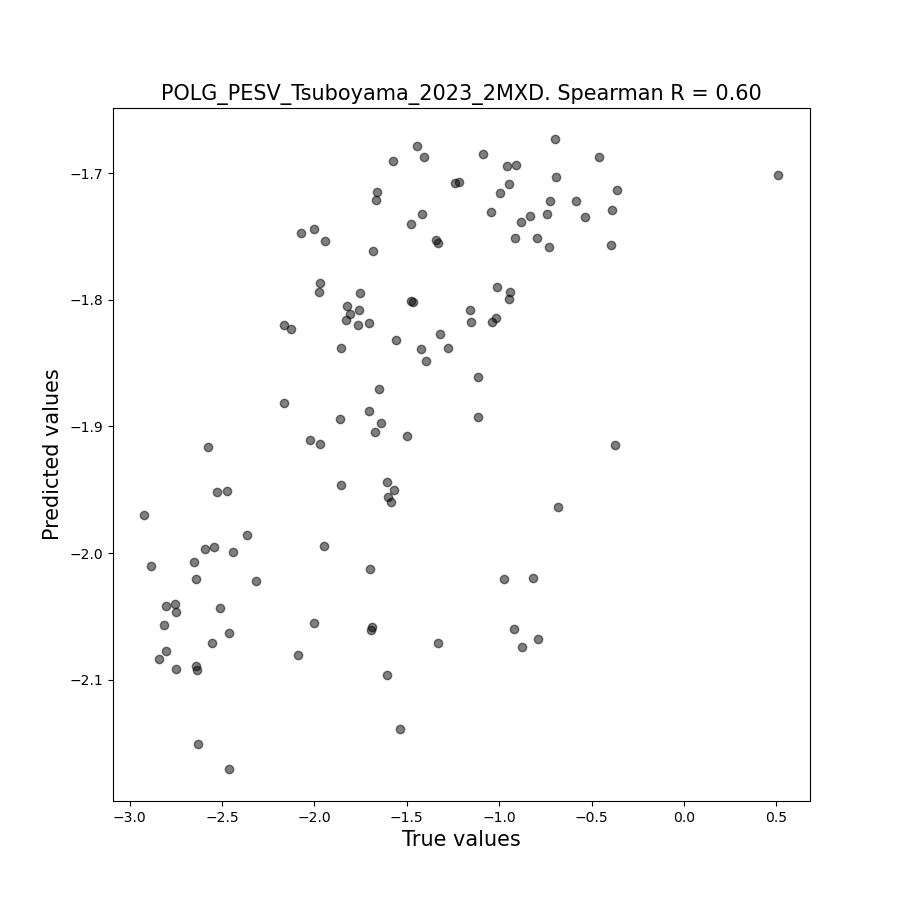 POLG_PESV_Tsuboyama_2023_2MXD. Spearman R = 0.60
Predicted values
−1.7
−1.8
−1.9
−2.0
−2.1
−3.0 −2.5 −2.0 −1.5 −1.0 −0.5 0.0 0.5
True values